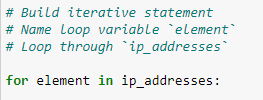 # Build iterative statement
# Name loop variable `element`
# Loop through `ip_addresses`
for element in ip_addresses: